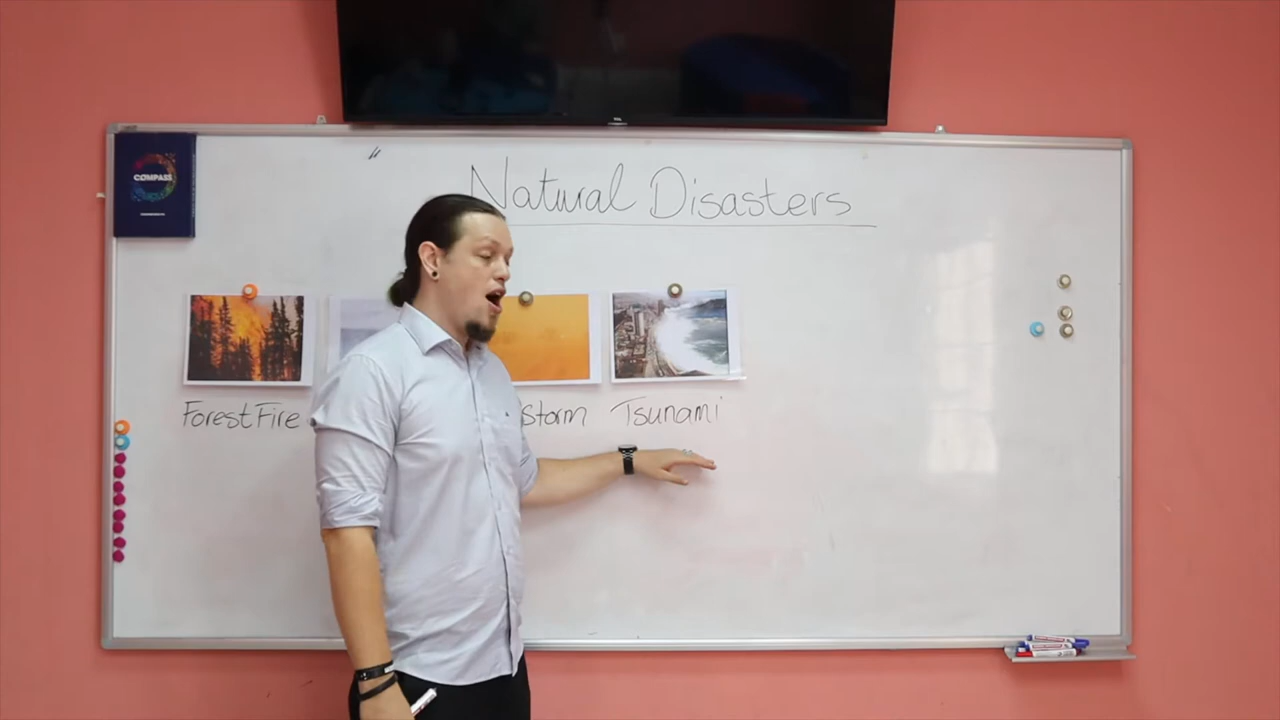 COMPASS
Natural Disasters
Forest Fire
Storm
Tsunami